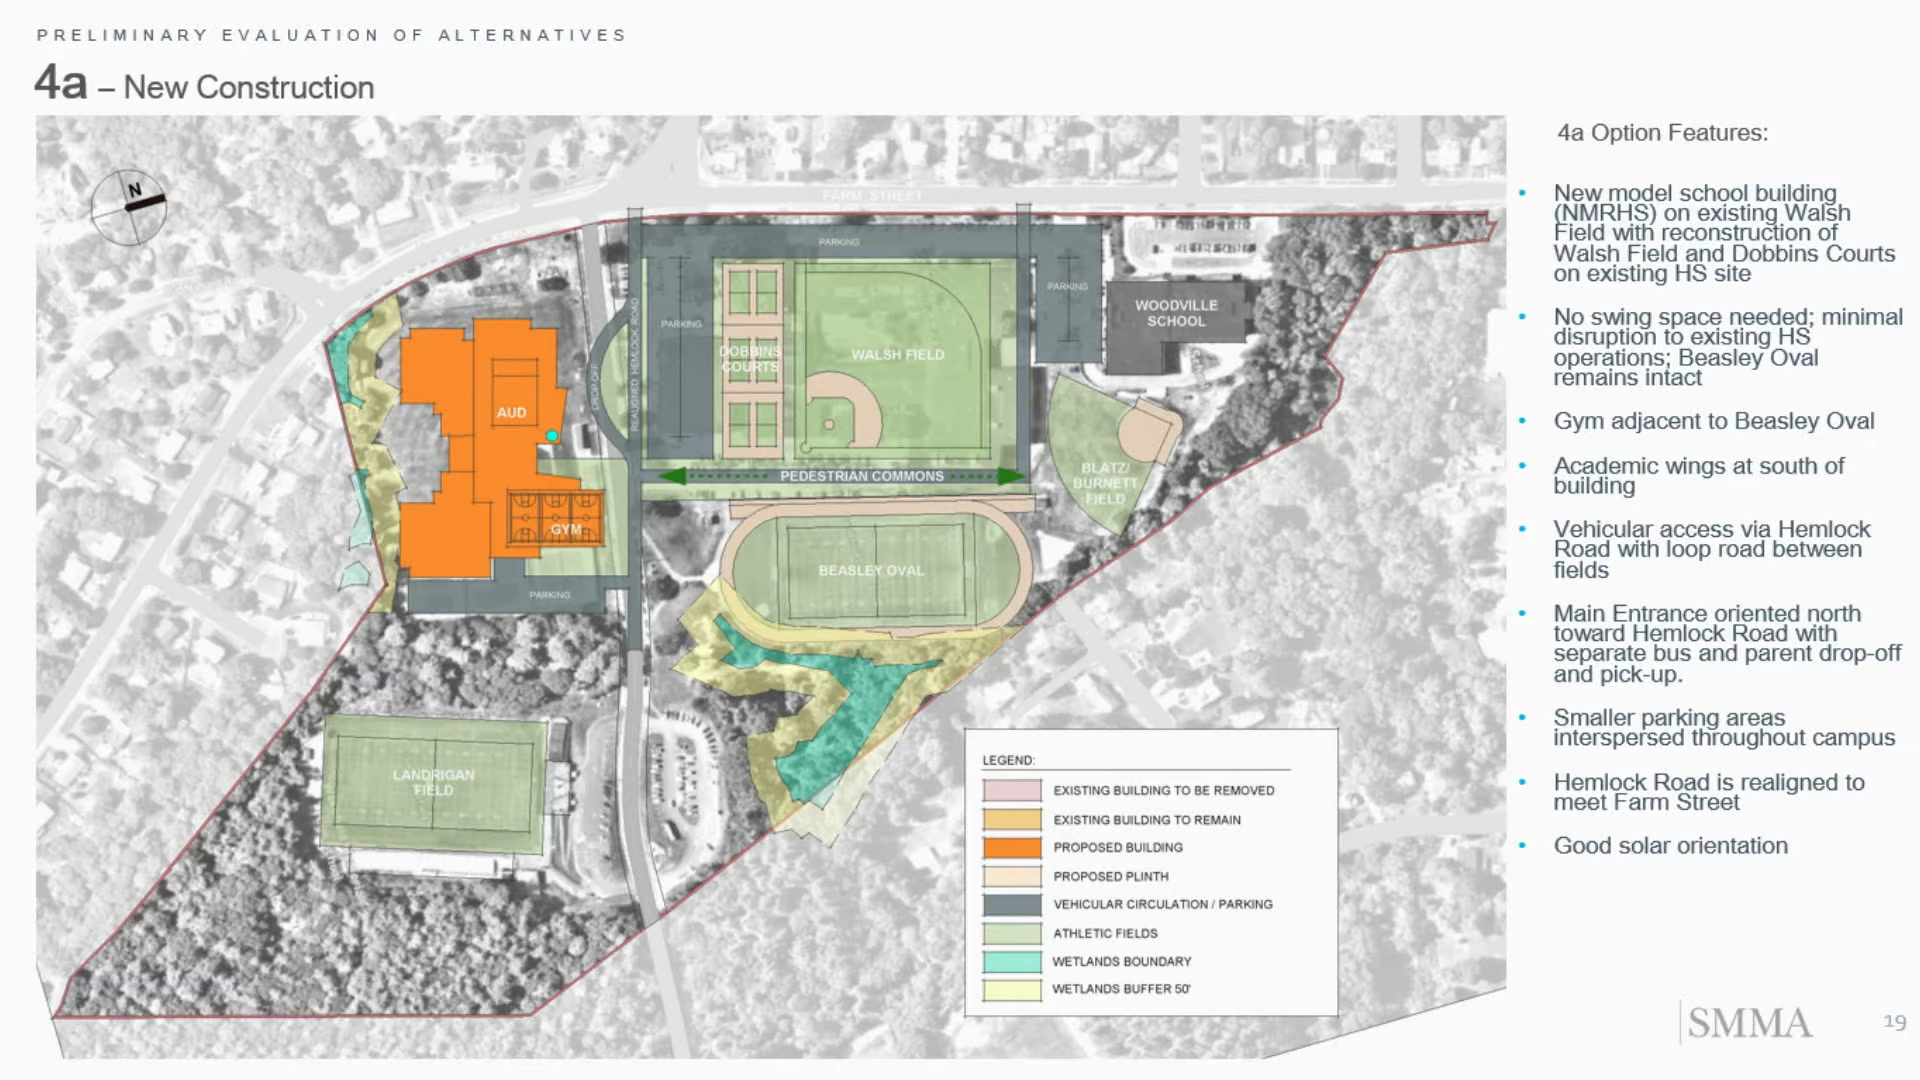 PRELIMINARY EVALUATION OF ALTERNATIVES
4a – New Construction
N
FARM STREET
PARKING
PARKING
PARKING
WOODVILLE
SCHOOL
REALIGNED HEMLOCK ROAD
DROP OFF
DOBBINS
COURTS
WALSH FIELD
AUD
PEDESTRIAN COMMONS
BLATZ/
BURNETT
FIELD
GYM
BEASLEY OVAL
PARKING
LANDRIGAN
FIELD
LEGEND:
EXISTING BUILDING TO BE REMOVED
EXISTING BUILDING TO REMAIN
PROPOSED BUILDING
PROPOSED PLINTH
VEHICULAR CIRCULATION / PARKING
ATHLETIC FIELDS
WETLANDS BOUNDARY
WETLANDS BUFFER 50'
4a Option Features:
• New model school building
(NMRHS) on existing Walsh
Field with reconstruction of
Walsh Field and Dobbins Courts
on existing HS site
• No swing space needed; minimal
disruption to existing HS
operations; Beasley Oval
remains intact
• Gym adjacent to Beasley Oval
• Academic wings at south of
building
• Vehicular access via Hemlock
Road with loop road between
fields
• Main Entrance oriented north
toward Hemlock Road with
separate bus and parent drop-off
and pick-up.
• Smaller parking areas
interspersed throughout campus
• Hemlock Road is realigned to
meet Farm Street
• Good solar orientation
SMMA
19